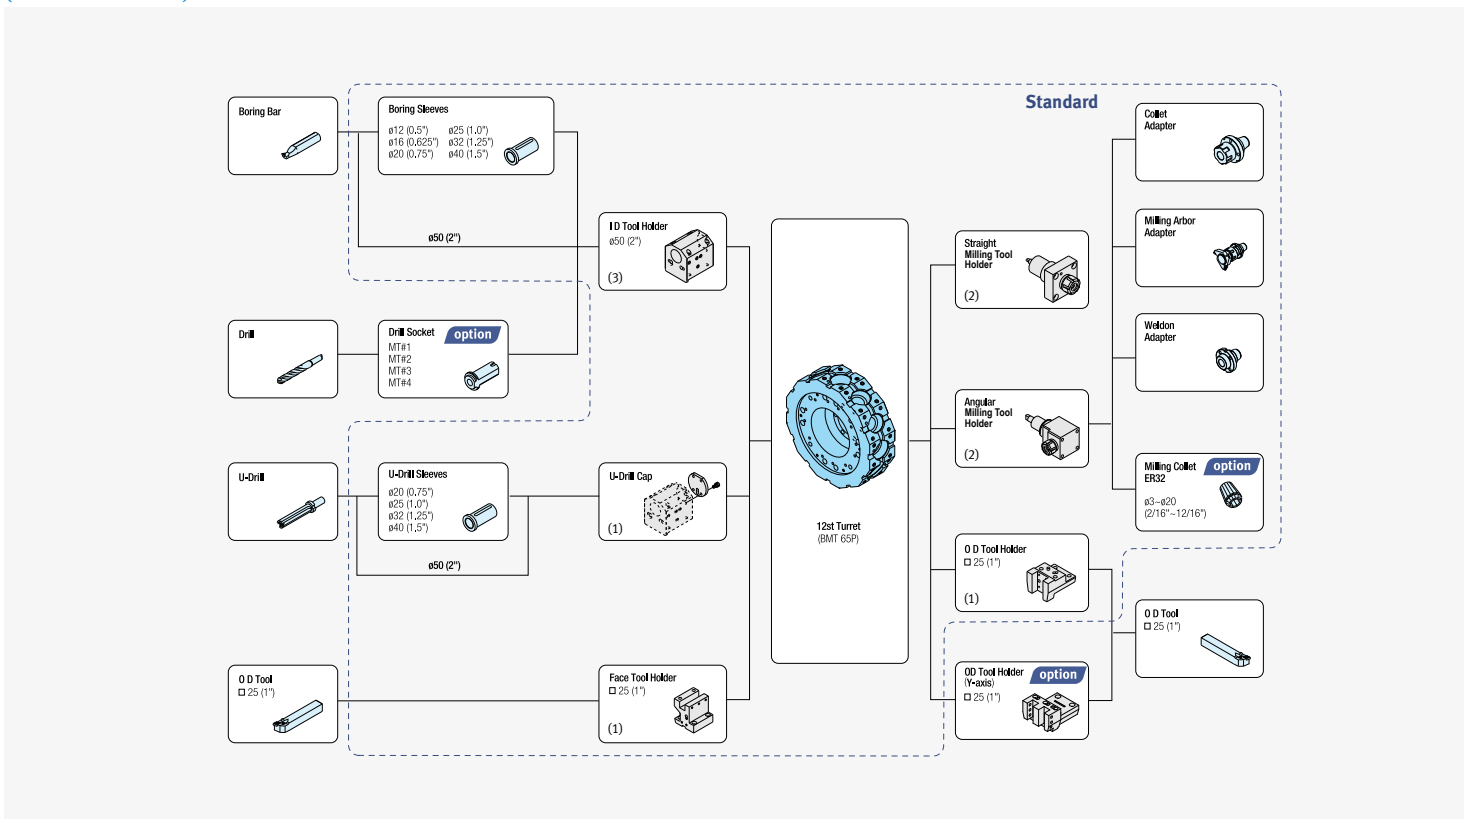 Standard
Boring Bar
Boring Sleeves
ø12 (0.5") ø25 (1.0")
ø16 (0.625") ø32 (1.25")
ø20 (0.75") ø40 (1.5")
ø50 (2")
I D Tool Holder
ø50 (2")
(3)
Drill
Drill Socket
option
MT#1
MT#2
MT#3
MT#4
U-Drill
U-Drill Sleeves
ø20 (0.75")
ø25 (1.0")
ø32 (1.25")
ø40 (1.5")
ø50 (2")
U-Drill Cap
(1)
O D Tool
25 (1")
Face Tool Holder
25 (1")
(1)
12st Turret
(BMT 65P)
Straight
Milling Tool
Holder
(2)
Angular
Milling Tool
Holder
(2)
O D Tool Holder
25 (1")
(1)
OD Tool Holder
(Y-axis)
option
25 (1")
Collet
Adapter
Milling Arbor
Adapter
Weldon
Adapter
Milling Collet
ER32
option
ø3~ø20
(2/16"~12/16")
O D Tool
25 (1")